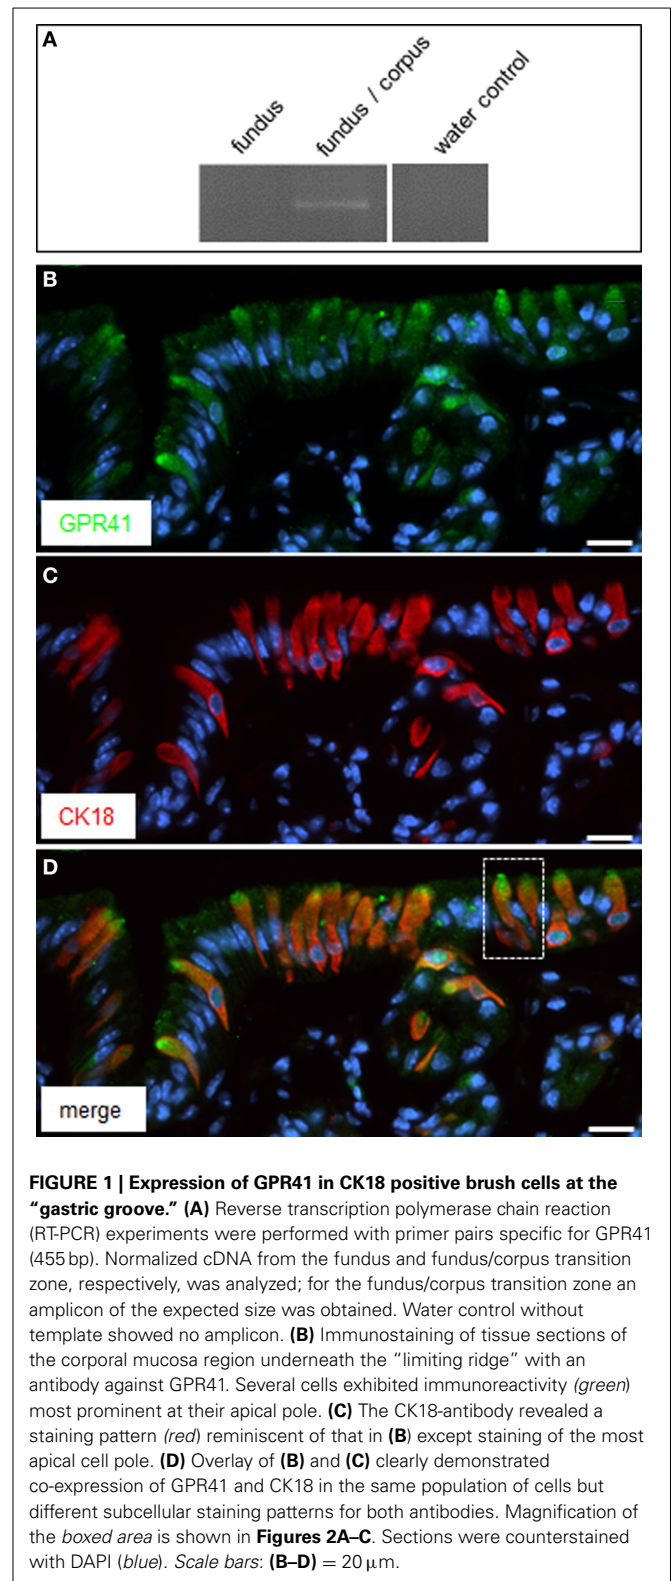 A
fundus
fundus / corpus
water control
B
GPR41
C
CK18
D
merge
FIGURE 1 | Expression of GPR41 in CK18 positive brush cells at the
"gastric groove." (A) Reverse transcription polymerase chain reaction
(RT-PCR) experiments were performed with primer pairs specific for GPR41
(455 bp). Normalized cDNA from the fundus and fundus/corpus transition
zone, respectively, was analyzed; for the fundus/corpus transition zone an
amplicon of the expected size was obtained. Water control without
template showed no amplicon. (B) Immunostaining of tissue sections of
the corporal mucosa region underneath the "limiting ridge" with an
antibody against GPR41. Several cells exhibited immunoreactivity (green)
most prominent at their apical pole. (C) The CK18-antibody revealed a
staining pattern (red) reminiscent of that in (B) except staining of the most
apical cell pole. (D) Overlay of (B) and (C) clearly demonstrated
co-expression of GPR41 and CK18 in the same population of cells but
different subcellular staining patterns for both antibodies. Magnification of
the boxed area is shown in Figures 2A–C. Sections were counterstained
with DAPI (blue). Scale bars: (B–D) = 20 μm.